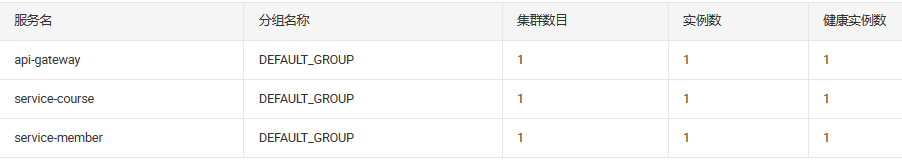 服务名 分组名称 集群数目 实例数 健康实例数
api-gateway DEFAULT_GROUP 1 1 1
service-course DEFAULT_GROUP 1 1 1
service-member DEFAULT_GROUP 1 1 1